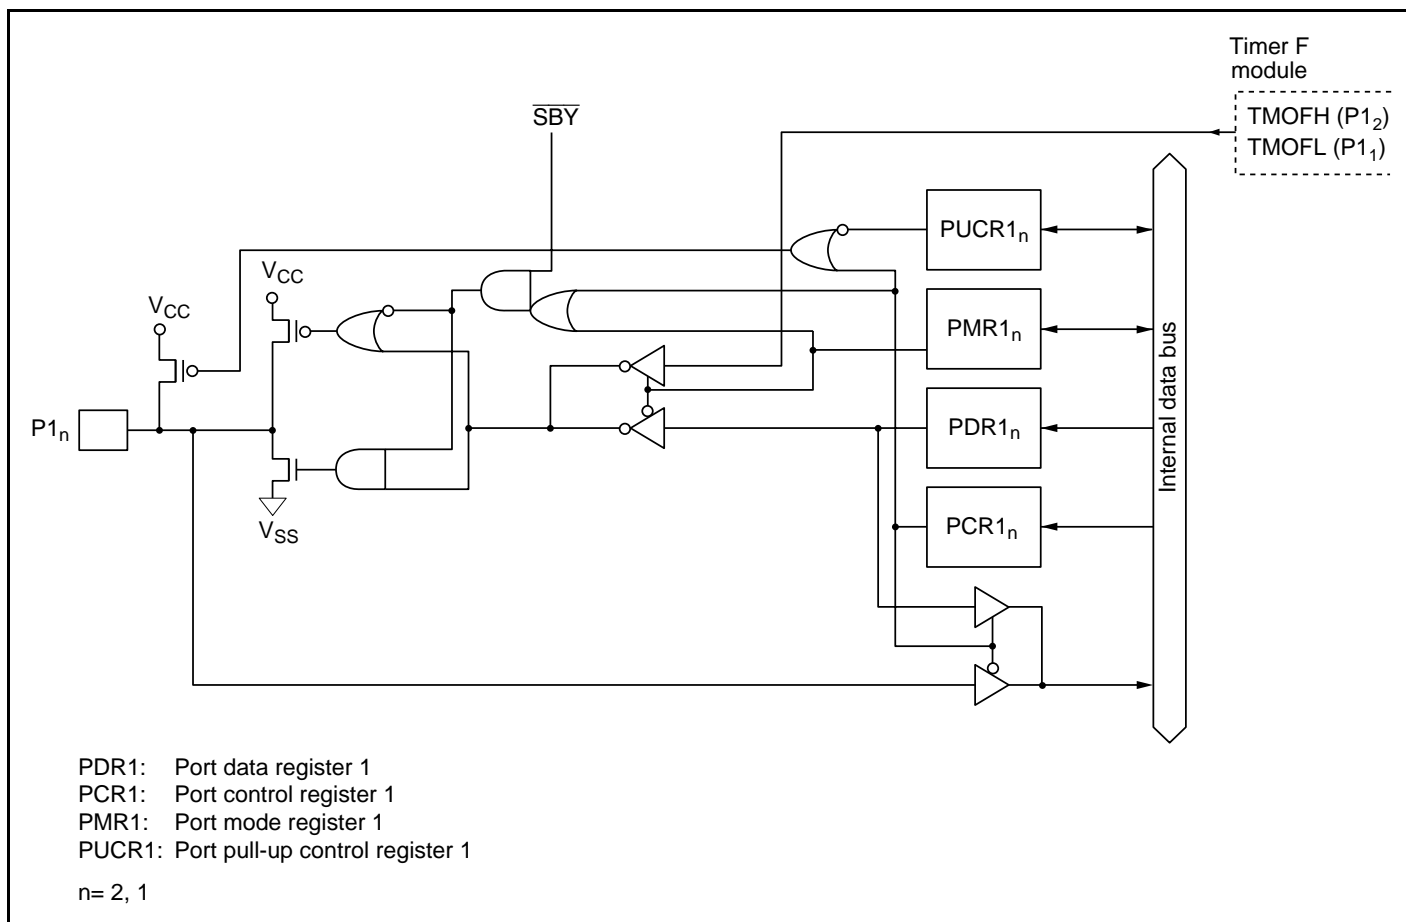 Timer F
module
TMOFH (P1₂)
TMOFL (P1₁)
S̅B̅Y̅
PUCR1ₙ
VCC
VCC
PMR1ₙ
Internal data bus
P1ₙ
PDR1ₙ
VSS
PCR1ₙ
PDR1: Port data register 1
PCR1: Port control register 1
PMR1: Port mode register 1
PUCR1: Port pull-up control register 1
n= 2, 1